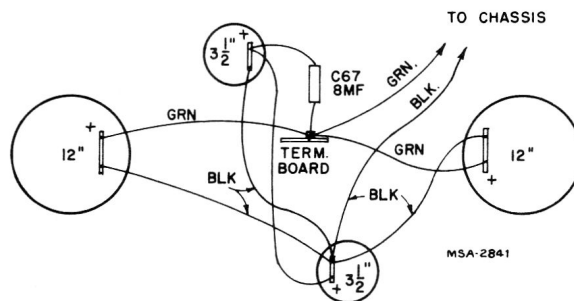 TO CHASSIS
+
3 1/2"
C67
8MF
GRN.
BLK.
+
GRN
12"
TERM.
BOARD
GRN
12"
+
BLK
BLK
MSA-2841
3 1/2"
+